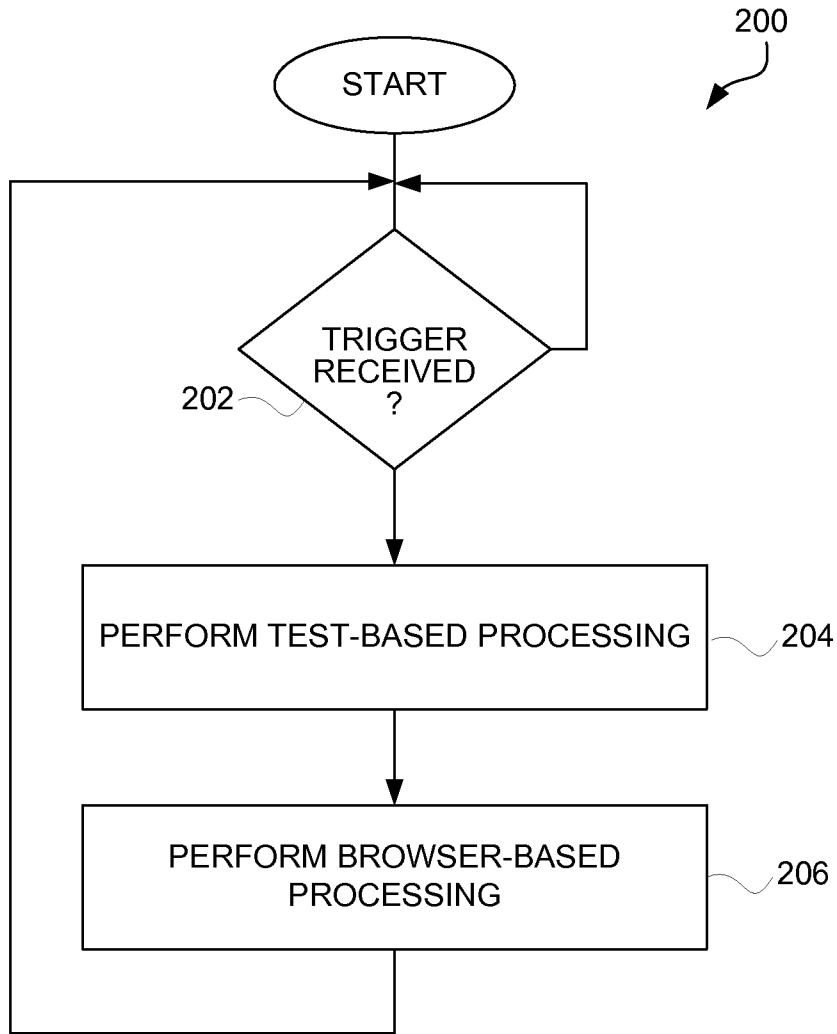 200
START
TRIGGER
RECEIVED
?
202
PERFORM TEST-BASED PROCESSING
204
PERFORM BROWSER-BASED
PROCESSING
206